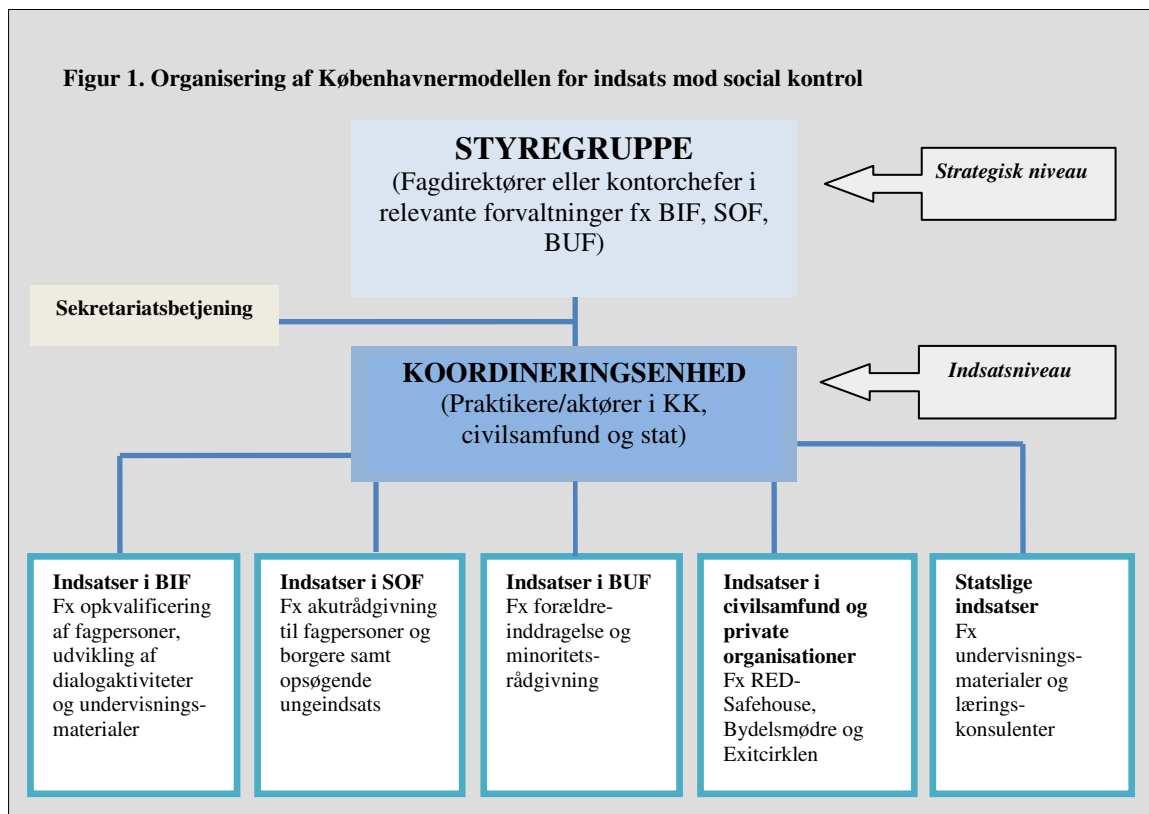 Figur 1. Organisering af Københavnermodellen for indsats mod social kontrol
STYREGRUPPE
(Fagdirektører eller kontorchefer i
relevante forvaltninger fx BIF, SOF,
BUF)
Strategisk niveau
Sekretariatsbetjening
KOORDINERINGSENHED
(Praktikere/aktører i KK,
civilsamfund og stat)
Indsatsniveau
Indsatser i BIF
Fx opkvalificering
af fagpersoner,
udvikling af
dialogaktiviteter
og undervisnings-
materialer
Indsatser i SOF
Fx akutrådgivning
til fagpersoner og
borgere samt
opsøgende
ungeindsats
Indsatser i BUF
Fx forældre-
inddragelse og
minoritets-
rådgivning
Indsatser i
civilsamfund og
private
organisationer
Fx RED-
Safehouse,
Bydelsmødre og
Exitcirklen
Statslige
indsatser
Fx
undervisnings-
materialer og
lærings-
konsulenter